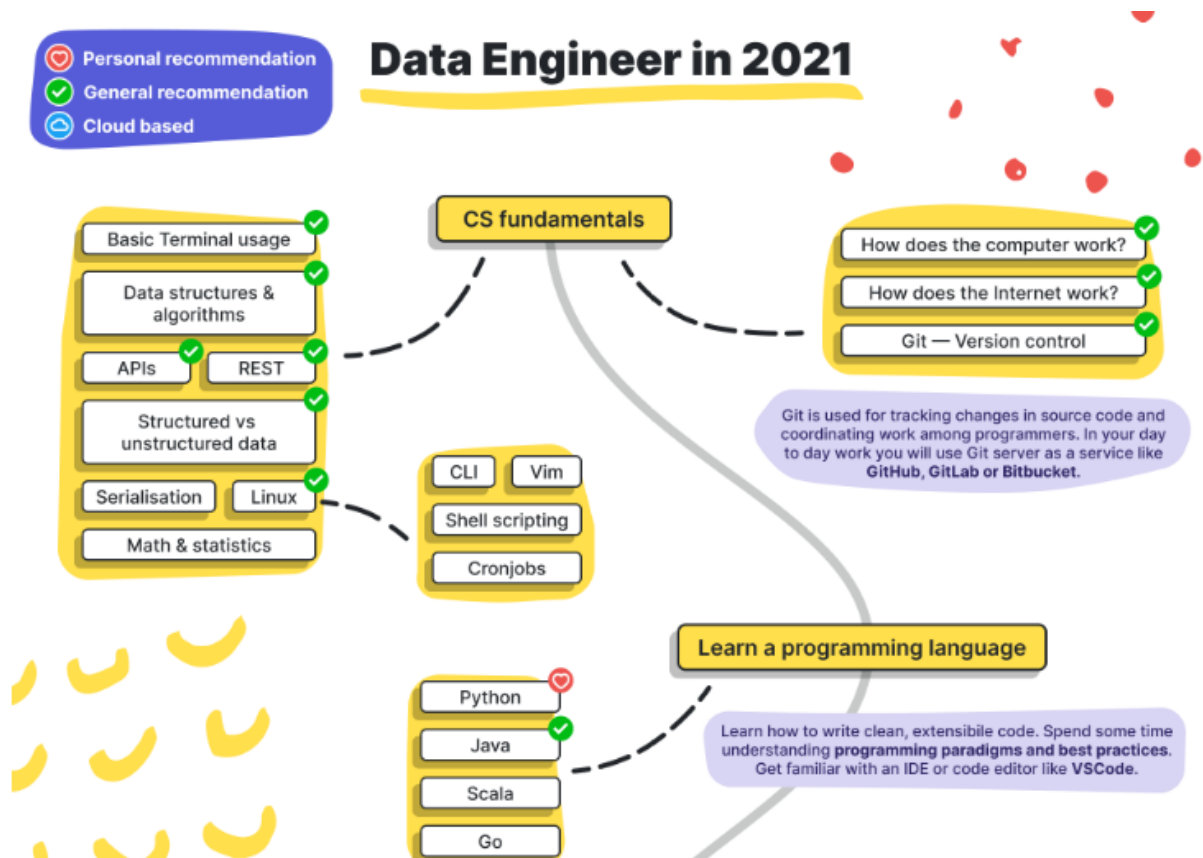 Data Engineer in 2021
Personal recommendation
General recommendation
Cloud based
CS fundamentals
Basic Terminal usage
Data structures &
algorithms
APIs
REST
Structured vs
unstructured data
Serialisation
Linux
Math & statistics
CLI
Vim
Shell scripting
Cronjobs
How does the computer work?
How does the Internet work?
Git — Version control
Git is used for tracking changes in source code and
coordinating work among programmers. In your day
to day work you will use Git server as a service like
GitHub, GitLab or Bitbucket.
Learn a programming language
Learn how to write clean, extensibile code. Spend some time
understanding programming paradigms and best practices.
Get familiar with an IDE or code editor like VSCode.
Python
Java
Scala
Go